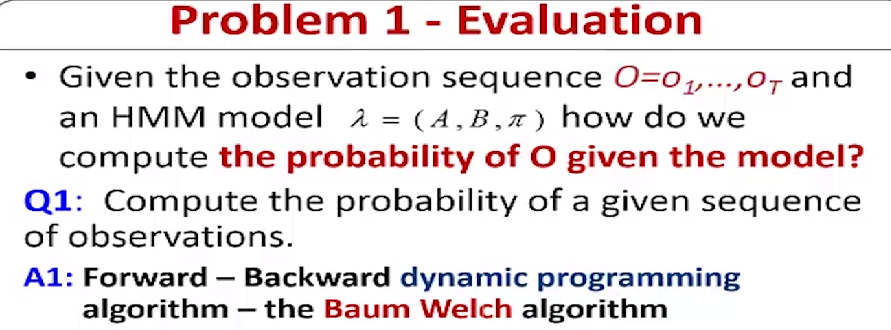 Problem 1 - Evaluation
• Given the observation sequence O=o₁,...,o_T and
an HMM model λ = (A,B,π) how do we
compute the probability of O given the model?
Q1: Compute the probability of a given sequence
of observations.
A1: Forward – Backward dynamic programming
algorithm – the Baum Welch algorithm